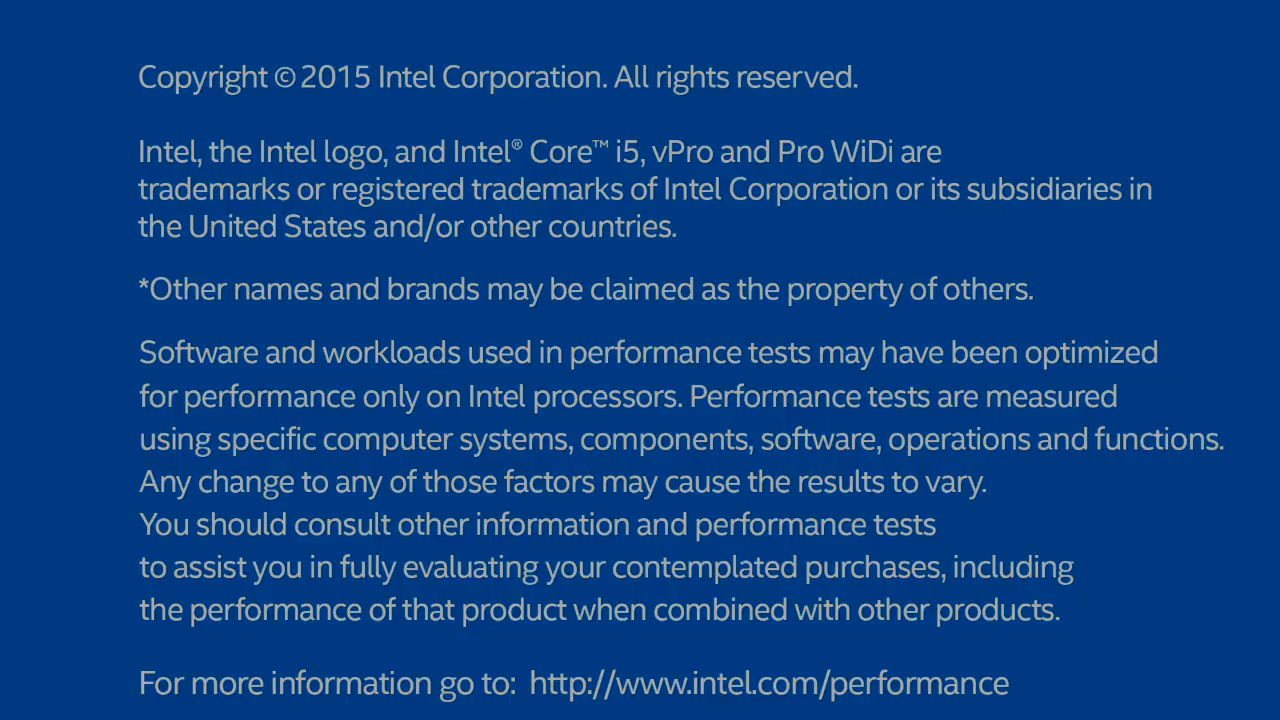 Copyright © 2015 Intel Corporation. All rights reserved.
Intel, the Intel logo, and Intel® Core™ i5, vPro and Pro WiDi are
trademarks or registered trademarks of Intel Corporation or its subsidiaries in
the United States and/or other countries.
*Other names and brands may be claimed as the property of others.
Software and workloads used in performance tests may have been optimized
for performance only on Intel processors. Performance tests are measured
using specific computer systems, components, software, operations and functions.
Any change to any of those factors may cause the results to vary.
You should consult other information and performance tests
to assist you in fully evaluating your contemplated purchases, including
the performance of that product when combined with other products.
For more information go to: http://www.intel.com/performance